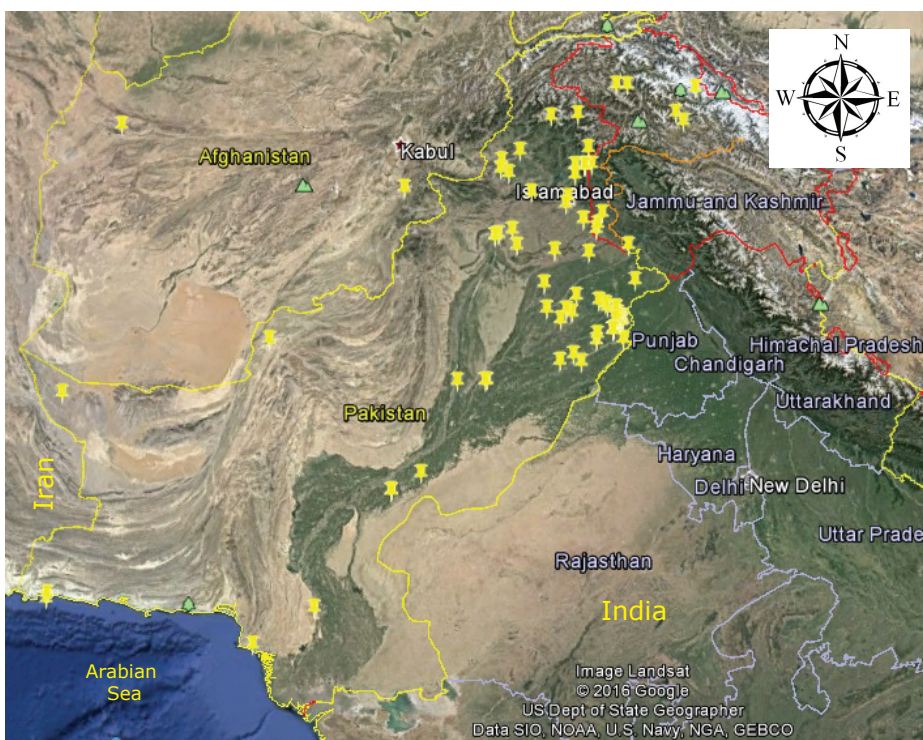 N
W
E
S
Afghanistan
Kabul
Islamabad
Jammu and Kashmir
Punjab
Himachal Pradesh
Chandigarh
Uttarakhand
Pakistan
Haryana
Iran
Delhi
New Delhi
Uttar Prade
Rajasthan
India
Arabian
Sea
Image Landsat
© 2016 Google
US Dept of State Geographer
Data SIO, NOAA, U.S. Navy, NGA, GEBCO